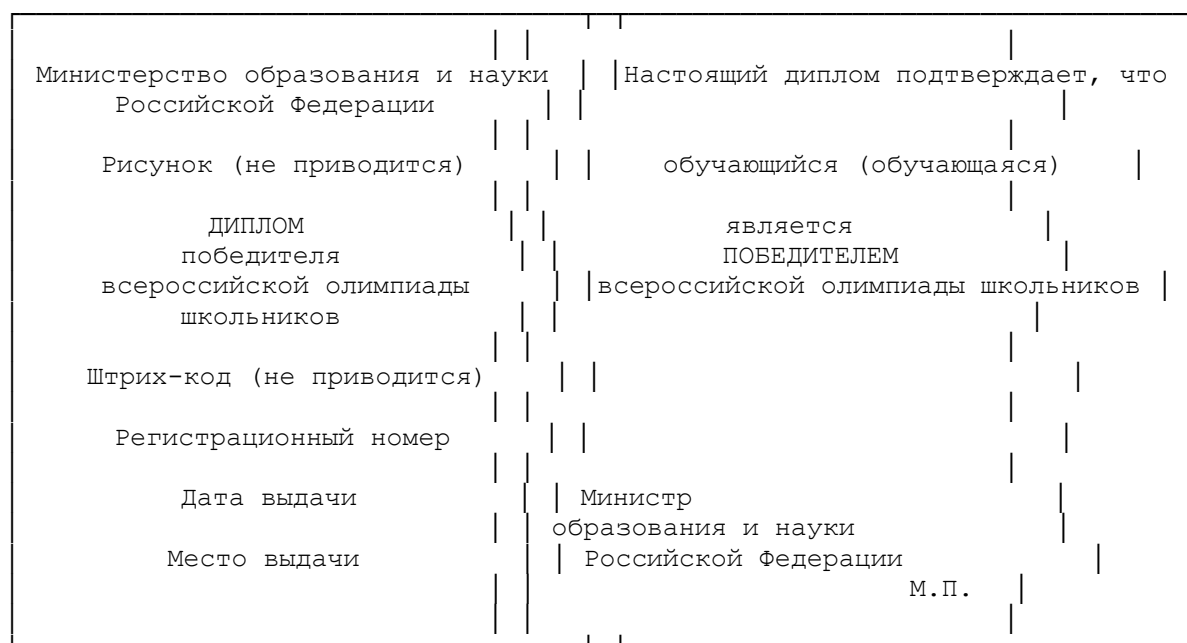 Министерство образования и науки Настоящий диплом подтверждает, что
Российской Федерации
Рисунок (не приводится) обучающийся (обучающаяся)
ДИПЛОМ является
победителя ПОБЕДИТЕЛЕМ
всероссийской олимпиады всероссийской олимпиады школьников
школьников
Штрих-код (не приводится)
Регистрационный номер
Дата выдачи Министр
образования и науки
Место выдачи Российской Федерации
М.П.